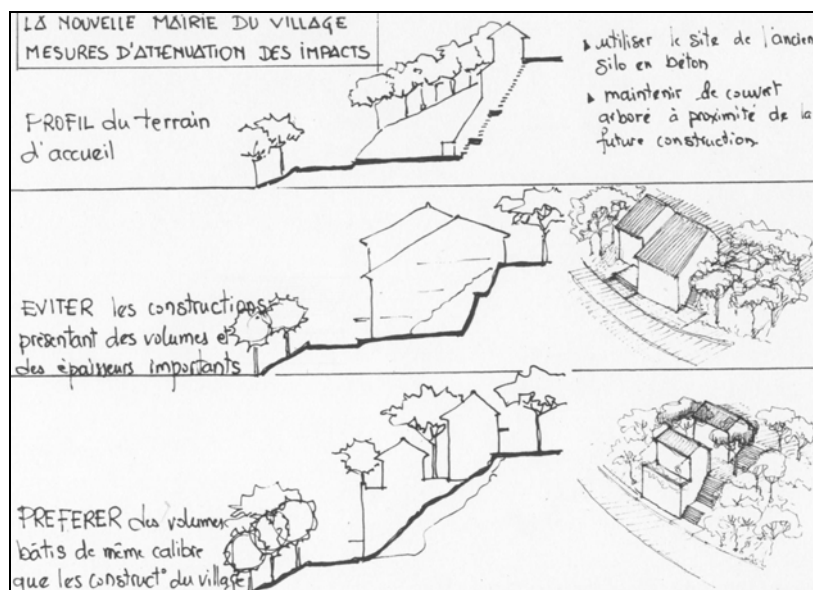 LA NOUVELLE MAIRIE DU VILLAGE
MESURES D'ATTENUATION DES IMPACTS
PROFIL du terrain
d'accueil
▸ utiliser le site de l'ancien
silo en béton
▸ maintenir de couvert
arboré à proximité de la
future construction
EVITER les constructions
présentant des volumes et
des épaisseurs importants
PREFERER des volumes
bâtis de même calibre
que les construct° du village